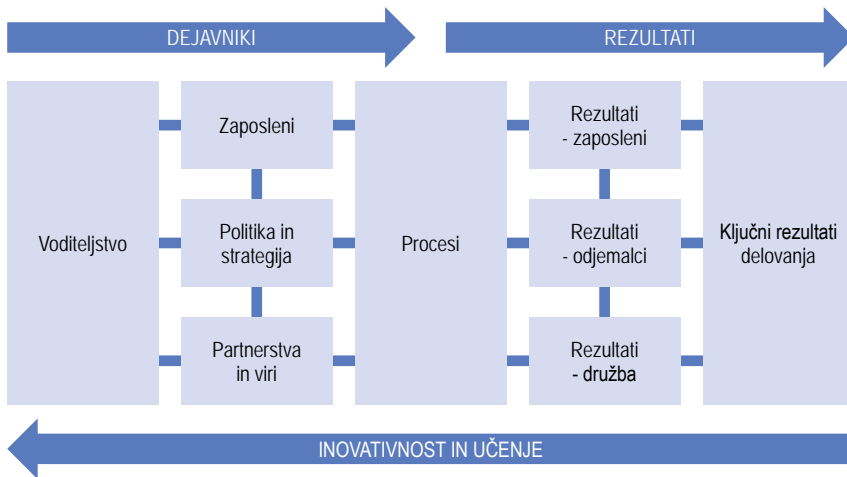 DEJAVNIKI
REZULTATI
Voditeljstvo
Zaposleni
Politika in
strategija
Partnerstva
in viri
Procesi
Rezultati
- zaposleni
Rezultati
- odjemalci
Rezultati
- družba
Ključni rezultati
delovanja
INOVATIVNOST IN UČENJE